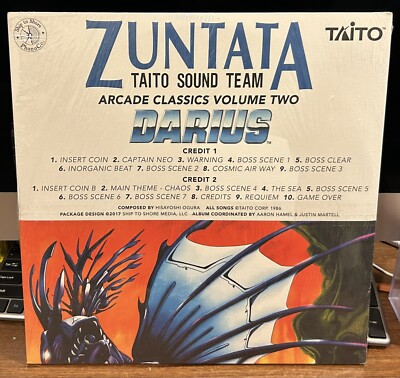 Ship to Shore
PhonoCo.
ZUNTATA
TAITO
TAITO SOUND TEAM
ARCADE CLASSICS VOLUME TWO
DARIUS™
CREDIT 1
1. INSERT COIN 2. CAPTAIN NEO 3. WARNING 4. BOSS SCENE 1 5. BOSS CLEAR
6. INORGANIC BEAT 7. BOSS SCENE 2 8. COSMIC AIR WAY 9. BOSS SCENE 3
CREDIT 2
1. INSERT COIN B 2. MAIN THEME - CHAOS 3. BOSS SCENE 4 4. THE SEA 5. BOSS SCENE 5
6. BOSS SCENE 6 7. BOSS SCENE 7 8. CREDITS 9. REQUIEM 10. GAME OVER
COMPOSED BY HISAYOSHI OGURA ALL SONGS ©TAITO CORP. 1986
PACKAGE DESIGN ©2017 SHIP TO SHORE MEDIA, LLC ALBUM COORDINATED BY AARON HAMEL & JUSTIN MARTELL